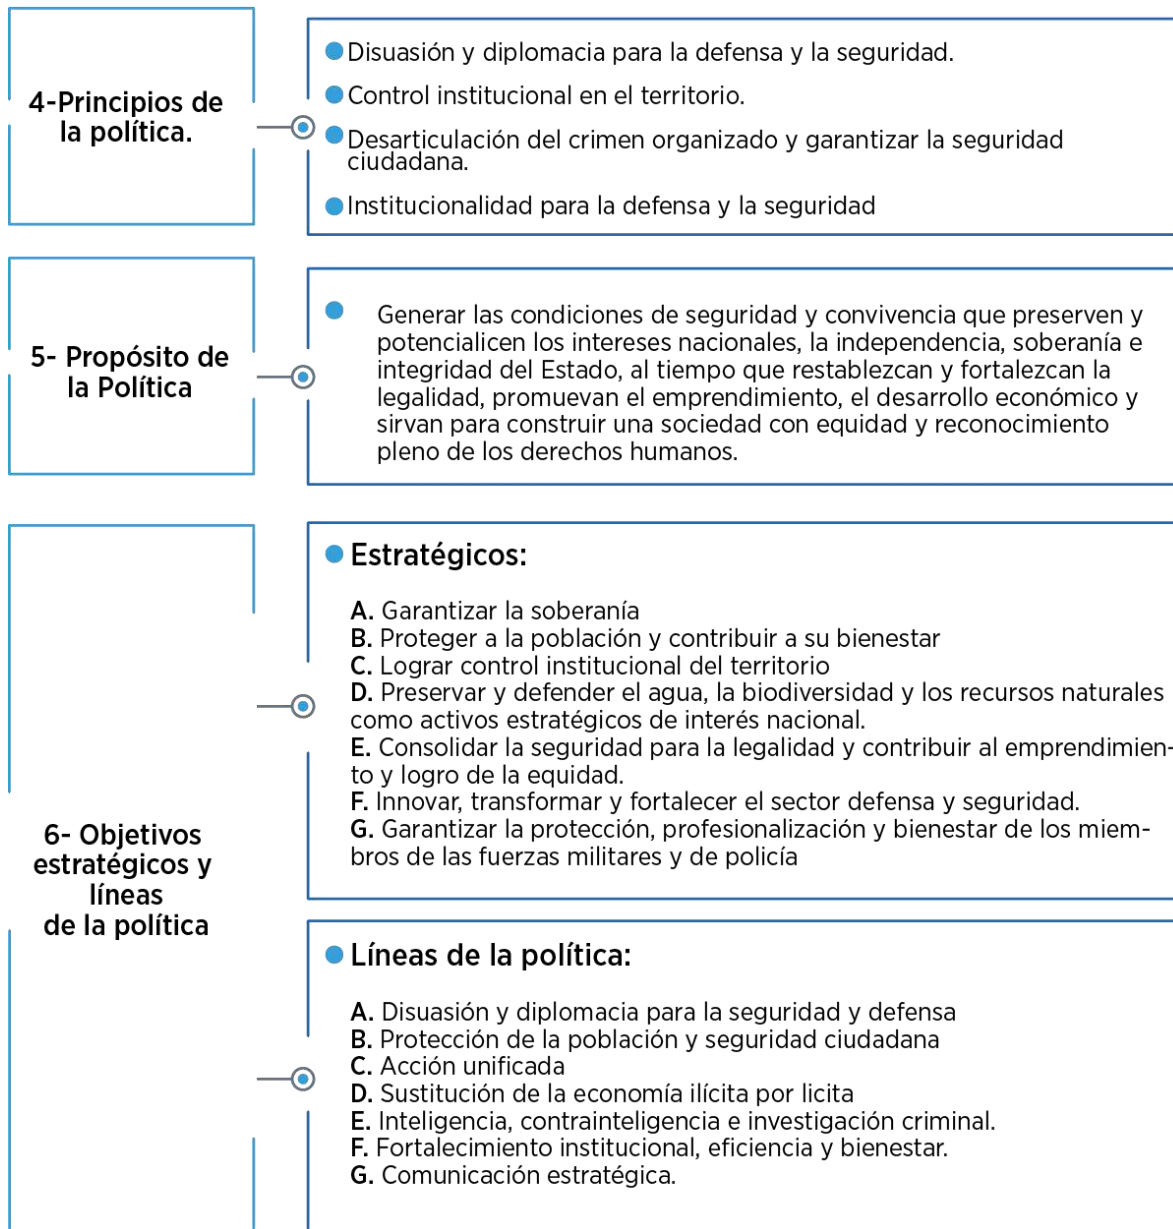 4-Principios de
la política.
Disuasión y diplomacia para la defensa y la seguridad.
Control institucional en el territorio.
Desarticulación del crimen organizado y garantizar la seguridad
ciudadana.
Institucionalidad para la defensa y la seguridad
5- Propósito de
la Política
Generar las condiciones de seguridad y convivencia que preserven y
potencialicen los intereses nacionales, la independencia, soberanía e
integridad del Estado, al tiempo que restablezcan y fortalezcan la
legalidad, promuevan el emprendimiento, el desarrollo económico y
sirvan para construir una sociedad con equidad y reconocimiento
pleno de los derechos humanos.
6- Objetivos
estratégicos y
líneas
de la política
Estratégicos:
A. Garantizar la soberanía
B. Proteger a la población y contribuir a su bienestar
C. Lograr control institucional del territorio
D. Preservar y defender el agua, la biodiversidad y los recursos naturales
como activos estratégicos de interés nacional.
E. Consolidar la seguridad para la legalidad y contribuir al emprendimien-
to y logro de la equidad.
F. Innovar, transformar y fortalecer el sector defensa y seguridad.
G. Garantizar la protección, profesionalización y bienestar de los miem-
bros de las fuerzas militares y de policía
Líneas de la política:
A. Disuasión y diplomacia para la seguridad y defensa
B. Protección de la población y seguridad ciudadana
C. Acción unificada
D. Sustitución de la economía ilícita por licita
E. Inteligencia, contrainteligencia e investigación criminal.
F. Fortalecimiento institucional, eficiencia y bienestar.
G. Comunicación estratégica.